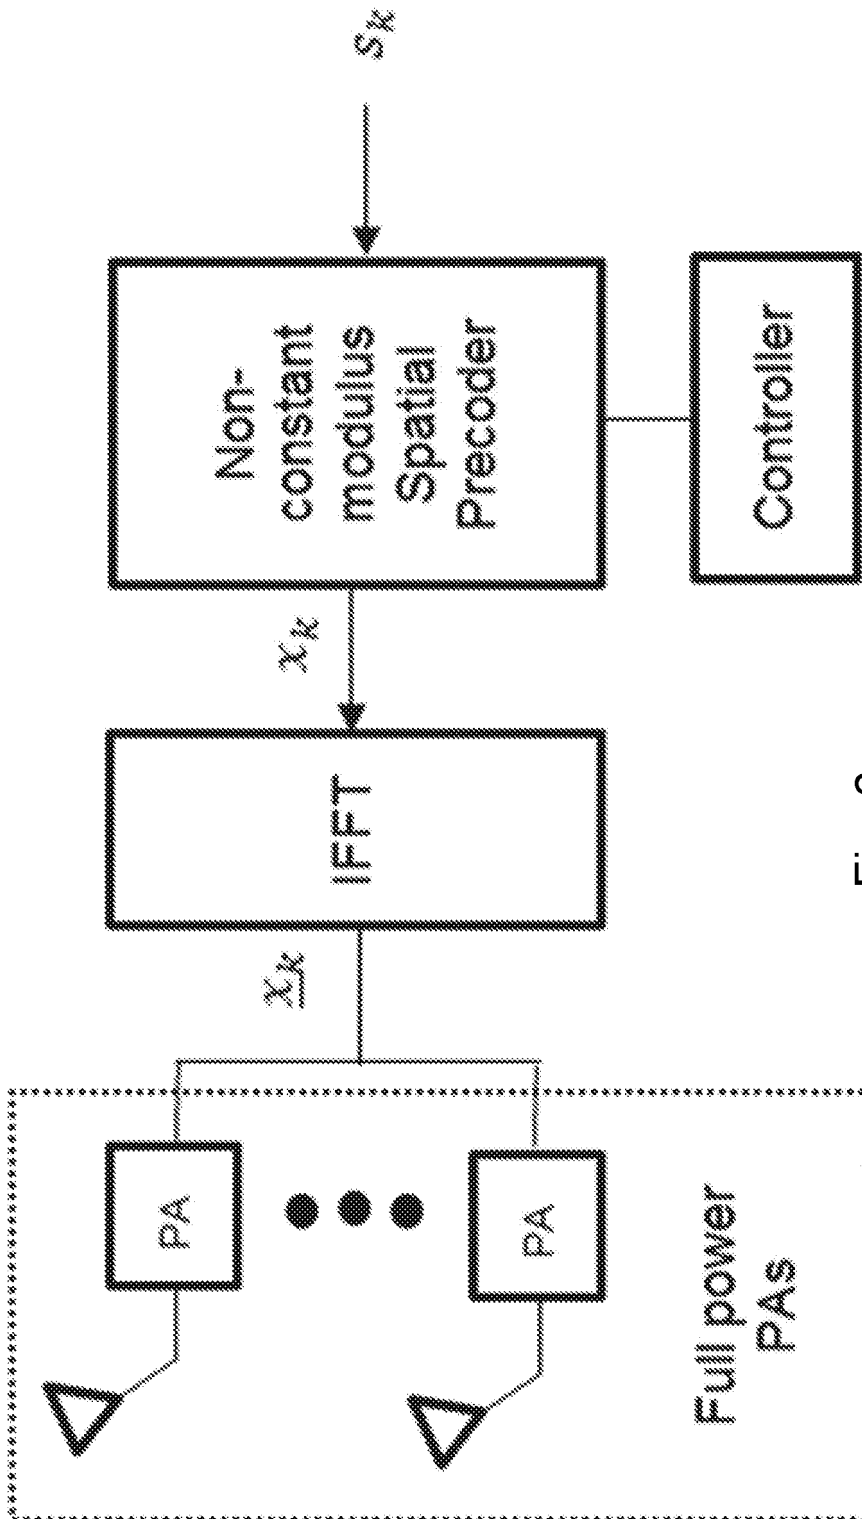 s_k
Non-
constant
modulus
Spatial
Precoder
Controller
x_k
IFFT
x_k
PA
PA
Full power
PAs